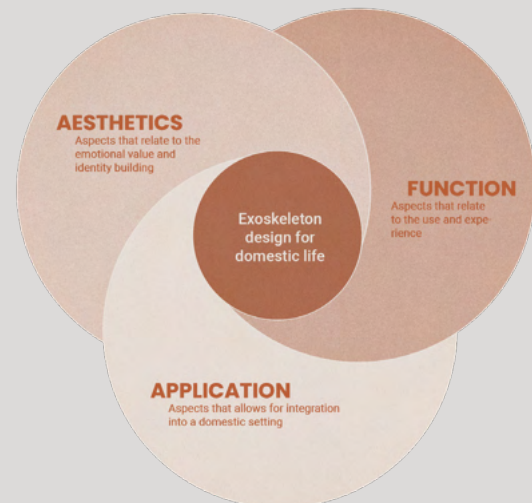 AESTHETICS
Aspects that relate to the
emotional value and
identity building
FUNCTION
Aspects that relate
to the use and expe-
rience
Exoskeleton
design for
domestic life
APPLICATION
Aspects that allows for integration
into a domestic setting